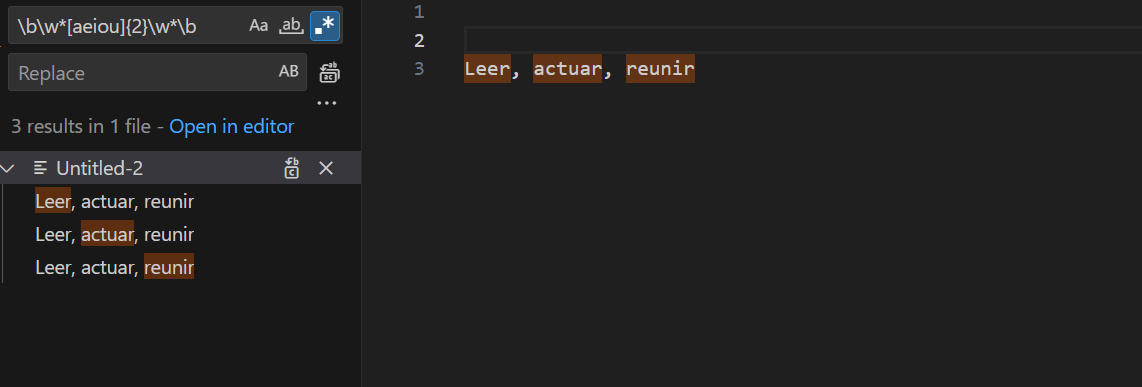 \b\w*[aeiou]{2}\w*\b
Aa
ab
.*
Replace
AB
3 results in 1 file - Open in editor
Untitled-2
Leer, actuar, reunir
Leer, actuar, reunir
Leer, actuar, reunir
1
2
3 Leer, actuar, reunir